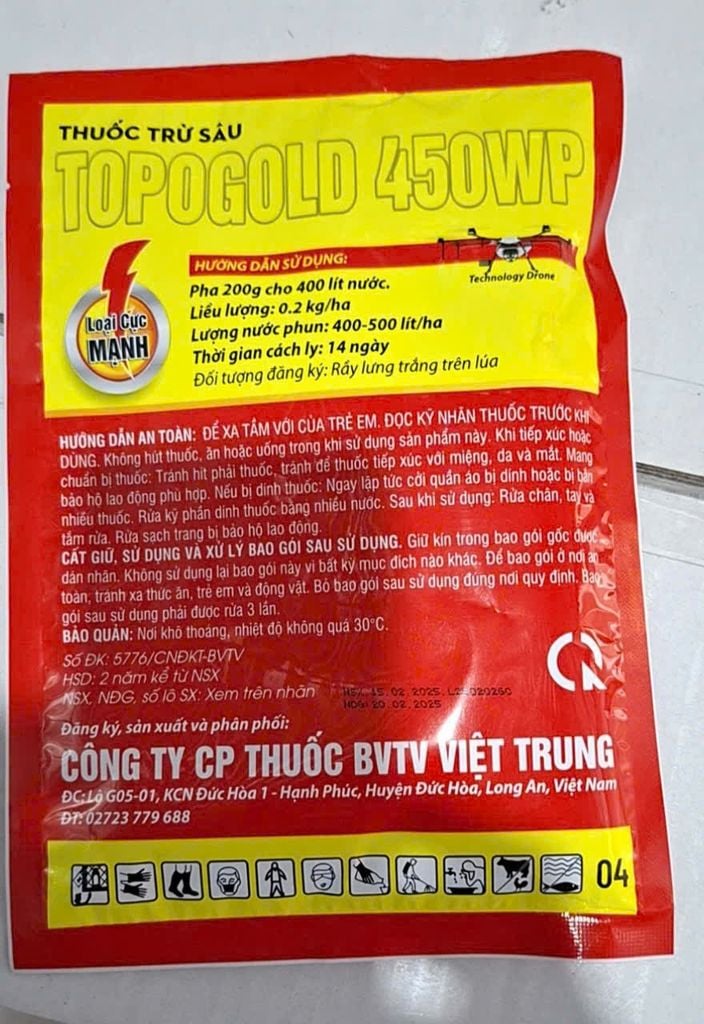 THUỐC TRỪ SÂU
TOPOGOLD 450WP
HƯỚNG DẪN SỬ DỤNG:
Technology Drone
Loại Cực
MẠNH
Pha 200g cho 400 lít nước.
Liều lượng: 0.2 kg/ha
Lượng nước phun: 400-500 lít/ha
Thời gian cách ly: 14 ngày
Đối tượng đăng ký: Rầy lưng trắng trên lúa
HƯỚNG DẪN AN TOÀN: ĐỂ XA TẦM VỚI CỦA TRẺ EM. ĐỌC KỸ NHÃN THUỐC TRƯỚC KHI
DÙNG. Không hút thuốc, ăn hoặc uống trong khi sử dụng sản phẩm này. Khi tiếp xúc hoặc
chuẩn bị thuốc: Tránh hít phải thuốc, tránh để thuốc tiếp xúc với miệng, da và mắt. Mang
bảo hộ lao động phù hợp. Nếu bị dính thuốc: Ngay lập tức cởi quần áo bị dính hoặc bị bắn
nhiều thuốc. Rửa kỹ phần dính thuốc bằng nhiều nước. Sau khi sử dụng: Rửa chân, tay và
tắm rửa. Rửa sạch trang bị bảo hộ lao động.
CẤT GIỮ, SỬ DỤNG VÀ XỬ LÝ BAO GÓI SAU SỬ DỤNG. Giữ kín trong bao gói gốc được
dán nhãn. Không sử dụng lại bao gói này vì bất kỳ mục đích nào khác. Để bao gói ở nơi an
toàn, tránh xa thức ăn, trẻ em và động vật. Bỏ bao gói sau sử dụng đúng nơi quy định. Bao
gói sau sử dụng phải được rửa 3 lần.
BẢO QUẢN: Nơi khô thoáng, nhiệt độ không quá 30°C.
Số ĐK: 5776/CNĐKT-BVTV
HSD: 2 năm kể từ NSX
NSX, NĐG, số lô SX: Xem trên nhãn
15.02.2025
NDG: 20.02.2025
Đăng ký, sản xuất và phân phối:
CÔNG TY CP THUỐC BVTV VIỆT TRUNG
ĐC: Lô G05-01, KCN Đức Hòa 1 - Hạnh Phúc, Huyện Đức Hòa, Long An, Việt Nam
ĐT: 02723 779 688
04